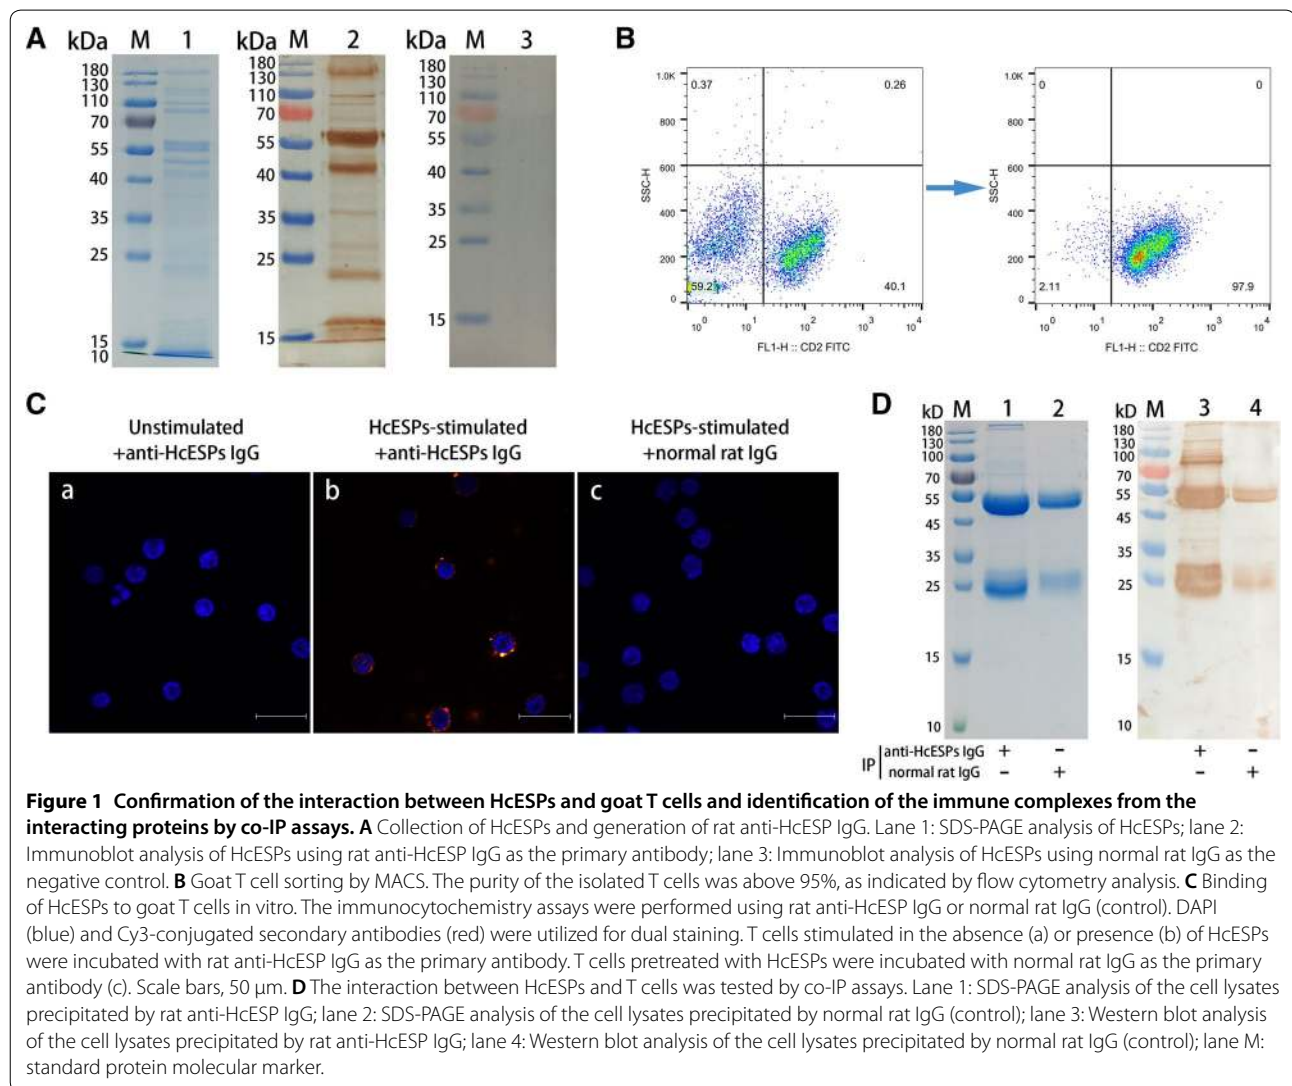 A
kDa M 1
180
130
110
70
55
40
35
25
15
10
kDa M 2
180
130
110
70
55
40
35
25
15
kDa M 3
180
130
110
70
55
40
35
25
15
B
1.0K
800
600
400
200
0
SSC-H
0.37
0.26
59.2
40.1
10^0 10^1 10^2 10^3 10^4
FL1-H :: CD2 FITC
1.0K
800
600
400
200
0
SSC-H
0
0
2.11
97.9
10^0 10^1 10^2 10^3 10^4
FL1-H :: CD2 FITC
C
Unstimulated
+anti-HcESPs IgG
HcESPs-stimulated
+anti-HcESPs IgG
HcESPs-stimulated
+normal rat IgG
a
b
c
D
kD M 1 2
180
130
100
70
55
45
35
25
15
10
kD M 3 4
180
130
100
70
55
45
35
25
15
10
IP
anti-HcESPs IgG + − + −
normal rat IgG − + − +
Figure 1 Confirmation of the interaction between HcESPs and goat T cells and identification of the immune complexes from the
interacting proteins by co-IP assays. A Collection of HcESPs and generation of rat anti-HcESP IgG. Lane 1: SDS-PAGE analysis of HcESPs; lane 2:
Immunoblot analysis of HcESPs using rat anti-HcESP IgG as the primary antibody; lane 3: Immunoblot analysis of HcESPs using normal rat IgG as the
negative control. B Goat T cell sorting by MACS. The purity of the isolated T cells was above 95%, as indicated by flow cytometry analysis. C Binding
of HcESPs to goat T cells in vitro. The immunocytochemistry assays were performed using rat anti-HcESP IgG or normal rat IgG (control). DAPI
(blue) and Cy3-conjugated secondary antibodies (red) were utilized for dual staining. T cells stimulated in the absence (a) or presence (b) of HcESPs
were incubated with rat anti-HcESP IgG as the primary antibody. T cells pretreated with HcESPs were incubated with normal rat IgG as the primary
antibody (c). Scale bars, 50 μm. D The interaction between HcESPs and T cells was tested by co-IP assays. Lane 1: SDS-PAGE analysis of the cell lysates
precipitated by rat anti-HcESP IgG; lane 2: SDS-PAGE analysis of the cell lysates precipitated by normal rat IgG (control); lane 3: Western blot analysis
of the cell lysates precipitated by rat anti-HcESP IgG; lane 4: Western blot analysis of the cell lysates precipitated by normal rat IgG (control); lane M:
standard protein molecular marker.